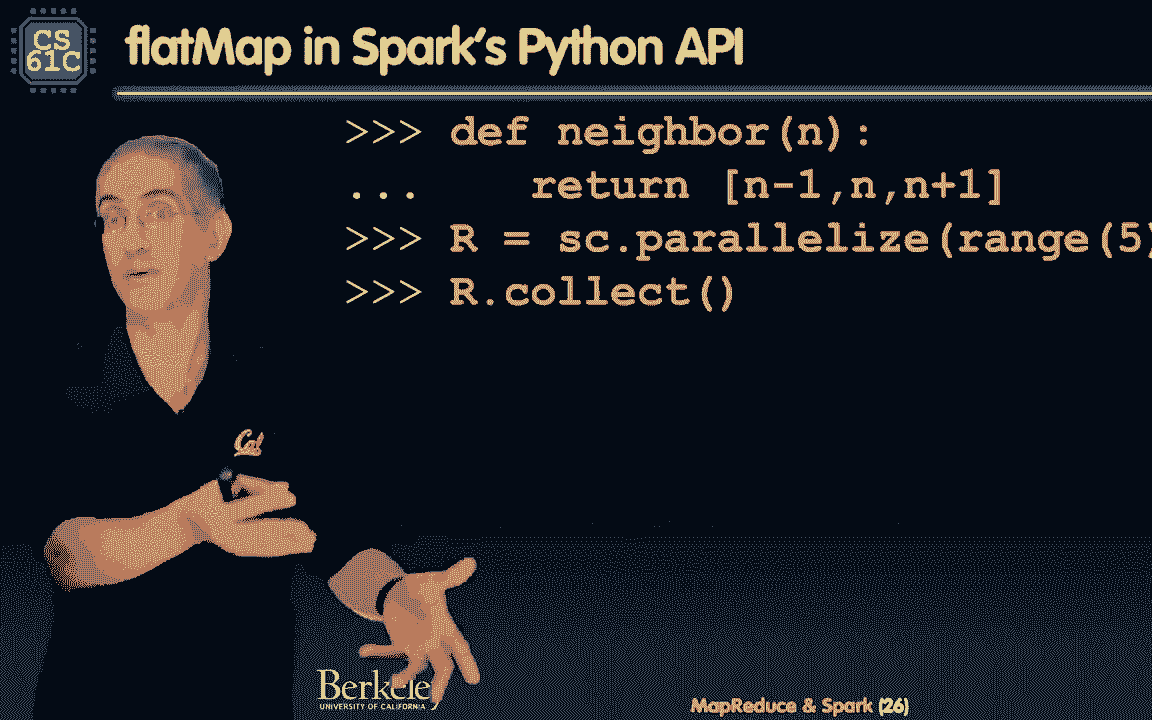 CS
61C
flatMap in Spark's Python API
>>> def neighbor(n):
... return [n-1,n,n+1]
>>> R = sc.parallelize(range(5)
>>> R.collect()
Cal
Berkeley
UNIVERSITY OF CALIFORNIA
MapReduce & Spark (26)